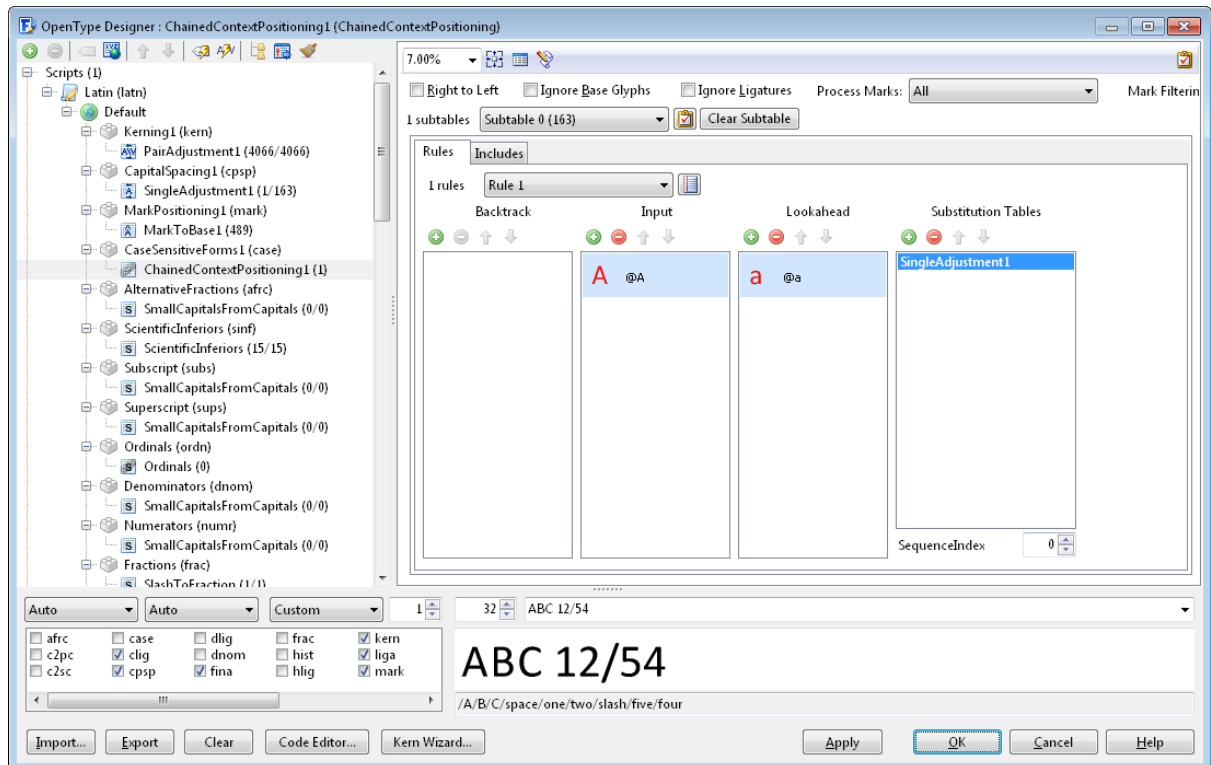 OpenType Designer : ChainedContextPositioning1 (ChainedContextPositioning)
7.00%
Scripts (1)
Latin (latn)
Default
Kerning1 (kern)
PairAdjustment1 (4066/4066)
CapitalSpacing1 (cpsp)
SingleAdjustment1 (1/163)
MarkPositioning1 (mark)
MarkToBase1 (489)
CaseSensitiveForms1 (case)
ChainedContextPositioning1 (1)
AlternativeFractions (afrc)
SmallCapitalsFromCapitals (0/0)
ScientificInferiors (sinf)
ScientificInferiors (15/15)
Subscript (subs)
SmallCapitalsFromCapitals (0/0)
Superscript (sups)
SmallCapitalsFromCapitals (0/0)
Ordinals (ordn)
Ordinals (0)
Denominators (dnom)
SmallCapitalsFromCapitals (0/0)
Numerators (numr)
SmallCapitalsFromCapitals (0/0)
Fractions (frac)
SlashToFraction (1/1)
Right to Left Ignore Base Glyphs Ignore Ligatures Process Marks: All Mark Filterin
1 subtables Subtable 0 (163) Clear Subtable
Rules Includes
1 rules Rule 1
Backtrack Input Lookahead Substitution Tables
A @A a @a SingleAdjustment1
SequenceIndex 0
Auto Auto Custom 1 32 ABC 12/54
afrc case dlig frac kern
c2pc clig dnom hist liga
c2sc cpsp fina hlig mark
ABC 12/54
/A/B/C/space/one/two/slash/five/four
Import... Export Clear Code Editor... Kern Wizard... Apply OK Cancel Help